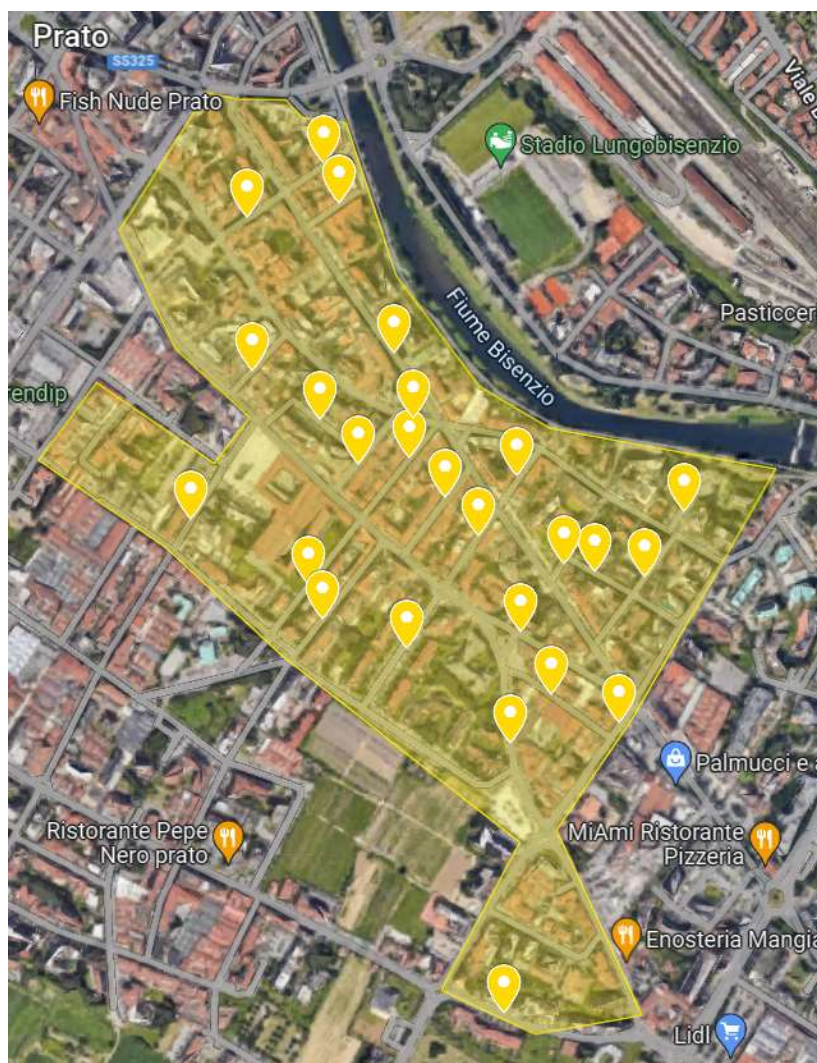 Prato
SS325
Fish Nude Prato
Stadio Lungobisenzio
Viale
Pasticcer
Fiume Bisenzio
rendip
Palmucci e a
Ristorante Pepe
Nero prato
MiAmi Ristorante
Pizzeria
Enosteria Mangia
Lidl